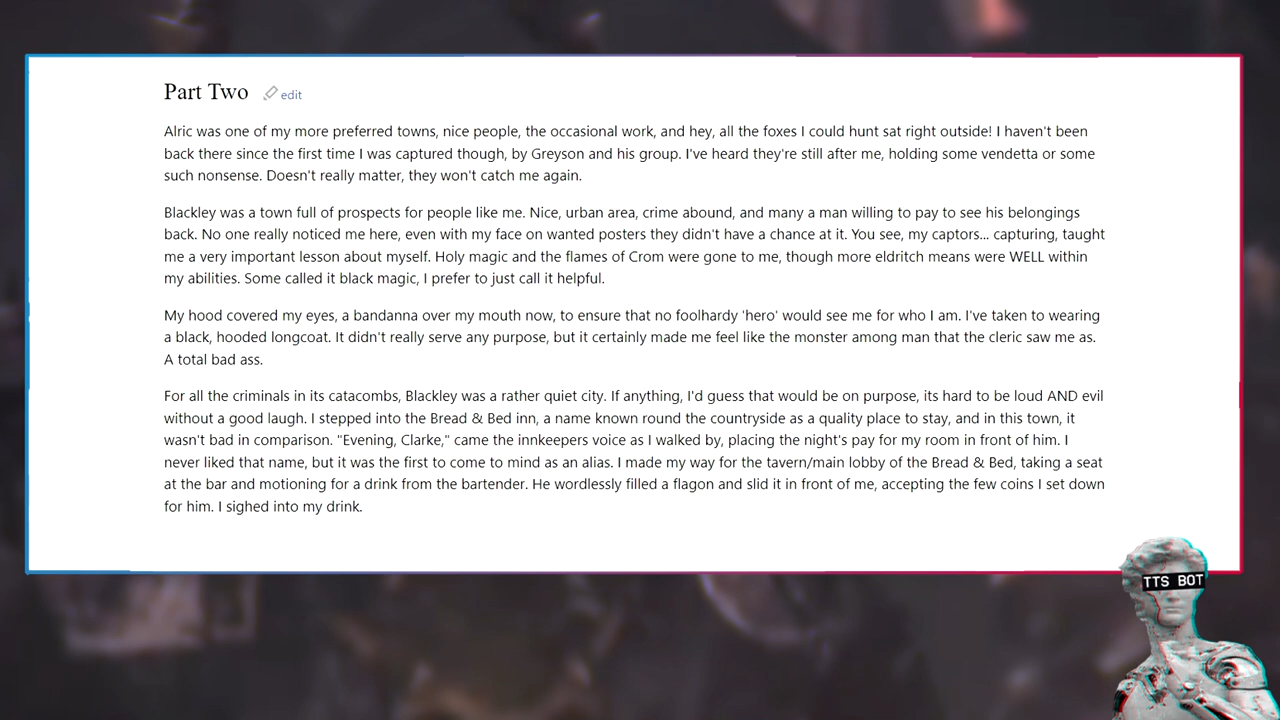 Part Two edit
Alric was one of my more preferred towns, nice people, the occasional work, and hey, all the foxes I could hunt sat right outside! I haven't been
back there since the first time I was captured though, by Greyson and his group. I've heard they're still after me, holding some vendetta or some
such nonsense. Doesn't really matter, they won't catch me again.
Blackley was a town full of prospects for people like me. Nice, urban area, crime abound, and many a man willing to pay to see his belongings
back. No one really noticed me here, even with my face on wanted posters they didn't have a chance at it. You see, my captors... capturing, taught
me a very important lesson about myself. Holy magic and the flames of Crom were gone to me, though more eldritch means were WELL within
my abilities. Some called it black magic, I prefer to just call it helpful.
My hood covered my eyes, a bandanna over my mouth now, to ensure that no foolhardy 'hero' would see me for who I am. I've taken to wearing
a black, hooded longcoat. It didn't really serve any purpose, but it certainly made me feel like the monster among man that the cleric saw me as.
A total bad ass.
For all the criminals in its catacombs, Blackley was a rather quiet city. If anything, I'd guess that would be on purpose, its hard to be loud AND evil
without a good laugh. I stepped into the Bread & Bed inn, a name known round the countryside as a quality place to stay, and in this town, it
wasn't bad in comparison. "Evening, Clarke," came the innkeepers voice as I walked by, placing the night's pay for my room in front of him. I
never liked that name, but it was the first to come to mind as an alias. I made my way for the tavern/main lobby of the Bread & Bed, taking a seat
at the bar and motioning for a drink from the bartender. He wordlessly filled a flagon and slid it in front of me, accepting the few coins I set down
for him. I sighed into my drink.
TTS BOT